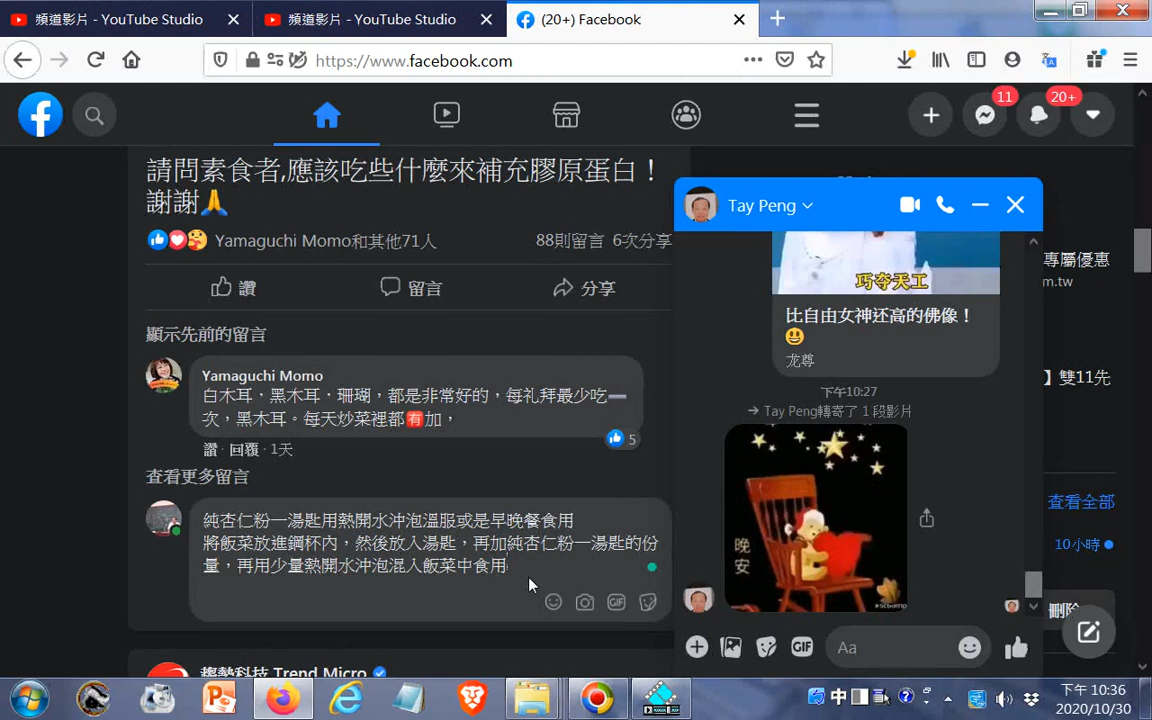 頻道影片 - YouTube Studio
頻道影片 - YouTube Studio
(20+) Facebook
https://www.facebook.com
11
20+
請問素食者,應該吃些什麼來補充膠原蛋白！
謝謝🙏
Yamaguchi Momo和其他71人
88則留言 6次分享
讚
留言
分享
顯示先前的留言
Yamaguchi Momo
白木耳，黑木耳，珊瑚，都是非常好的，每礼拜最少吃➖
次，黑木耳。每天炒菜裡都🈶加，
5
讚 · 回覆 · 1天
查看更多留言
純杏仁粉一湯匙用熱開水沖泡溫服或是早晚餐食用
將飯菜放進鋼杯內，然後放入湯匙，再加純杏仁粉一湯匙的份
量，再用少量熱開水沖泡混入飯菜中食用
GIF
趨勢科技 Trend Micro
Tay Peng
巧夺天工
比自由女神还高的佛像！
😃
龙尊
下午10:27
Tay Peng轉寄了 1 段影片
晚
安
GIF
Aa
專屬優惠
m.tw
】雙11先
查看全部
10小時
刪除
中
下午 10:36
2020/10/30